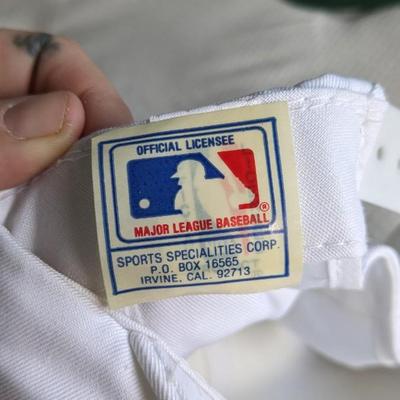 OFFICIAL LICENSEE
®
MAJOR LEAGUE BASEBALL
SPORTS SPECIALITIES CORP.
P.O. BOX 16565
IRVINE, CAL. 92713